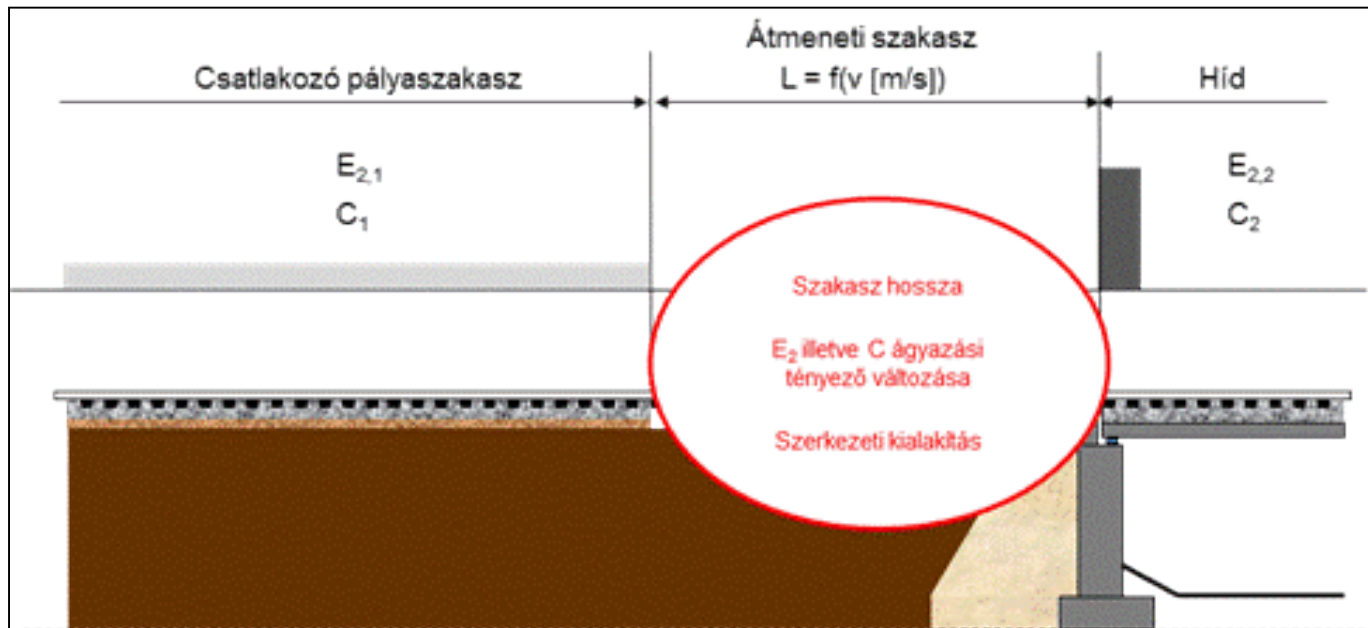 Átmeneti szakasz
Csatlakozó pályaszakasz
L = f(v [m/s])
Híd
E2,1
C1
E2,2
C2
Szakasz hossza
E2 illetve C ágyazási
tényező változása
Szerkezeti kialakítás